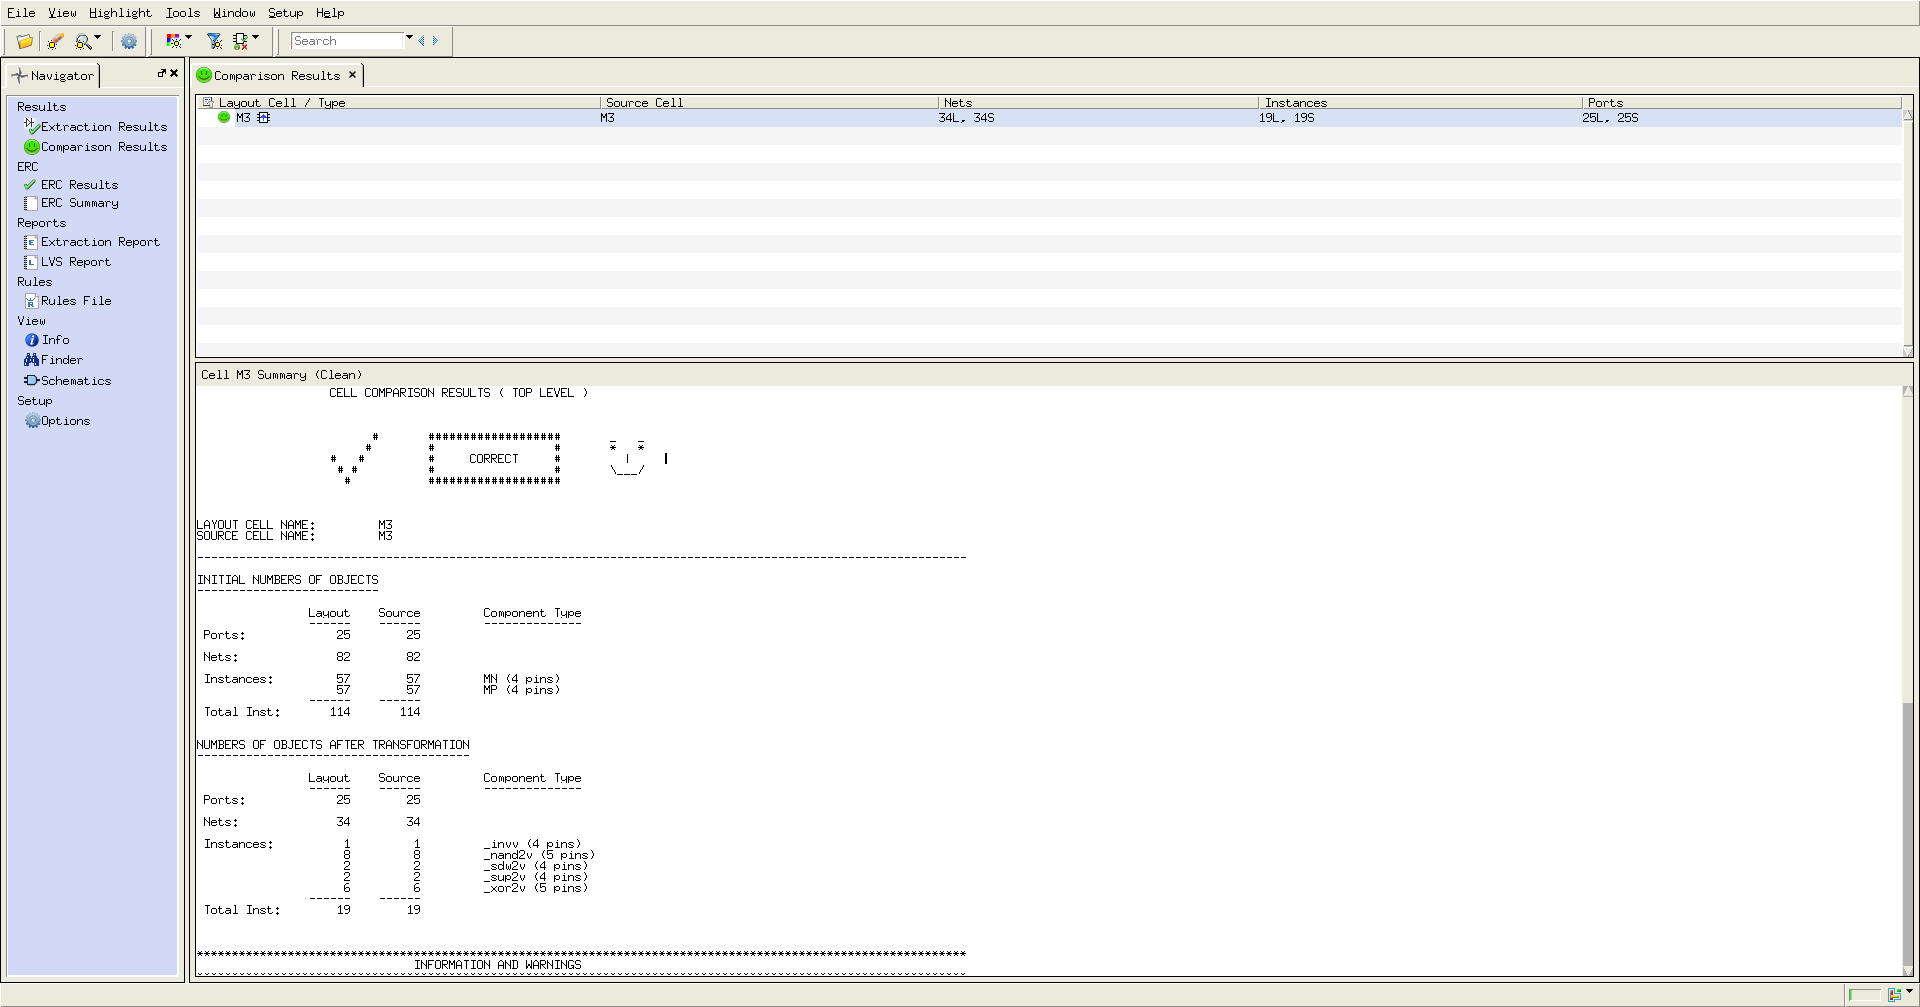 Eile View Highlight Tools Window Setup Help
Search
Navigator
Results
Extraction Results
Comparison Results
ERC
ERC Results
ERC Summary
Reports
Extraction Report
LVS Report
Rules
Rules File
View
Info
Finder
Schematics
Setup
Options
Comparison Results
Layout Cell / Type Source Cell Nets Instances Ports
M3 M3 34L, 34S 19L, 19S 25L, 25S
Cell M3 Summary (Clean)
CELL COMPARISON RESULTS ( TOP LEVEL )
# ################### _ _
# # # * *
# # # CORRECT # |
# # # # \___/
# ###################
LAYOUT CELL NAME: M3
SOURCE CELL NAME: M3
INITIAL NUMBERS OF OBJECTS
Layout Source Component Type
Ports: 25 25
Nets: 82 82
Instances: 57 57 MN (4 pins)
57 57 MP (4 pins)
Total Inst: 114 114
NUMBERS OF OBJECTS AFTER TRANSFORMATION
Layout Source Component Type
Ports: 25 25
Nets: 34 34
Instances: 1 1 _invv (4 pins)
8 8 _nand2v (5 pins)
2 2 _sdw2v (4 pins)
2 2 _sup2v (4 pins)
6 6 _xor2v (5 pins)
Total Inst: 19 19
INFORMATION AND WARNINGS